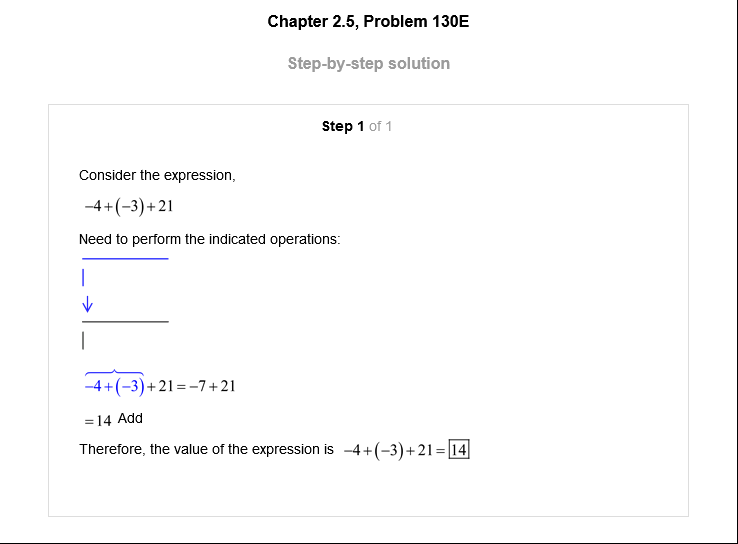 Chapter 2.5, Problem 130E
Step-by-step solution
Step 1 of 1
Consider the expression,
−4+(−3)+21
Need to perform the indicated operations:
−4+(−3)+21=−7+21
=14 Add
Therefore, the value of the expression is −4+(−3)+21=14